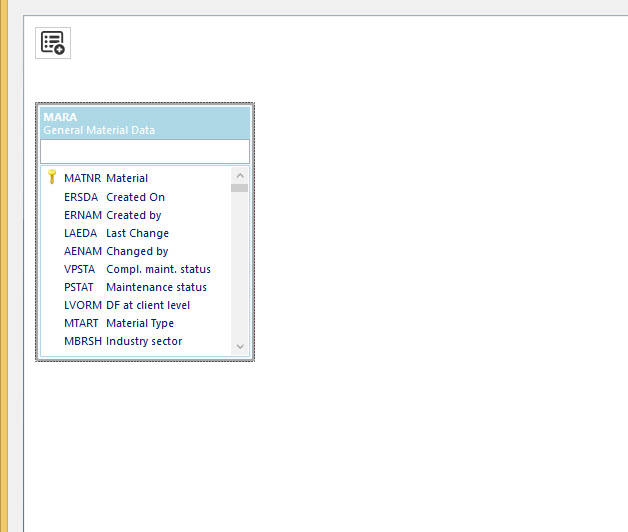 MARA
General Material Data
MATNR Material
ERSDA Created On
ERNAM Created by
LAEDA Last Change
AENAM Changed by
VPSTA Compl. maint. status
PSTAT Maintenance status
LVORM DF at client level
MTART Material Type
MBRSH Industry sector